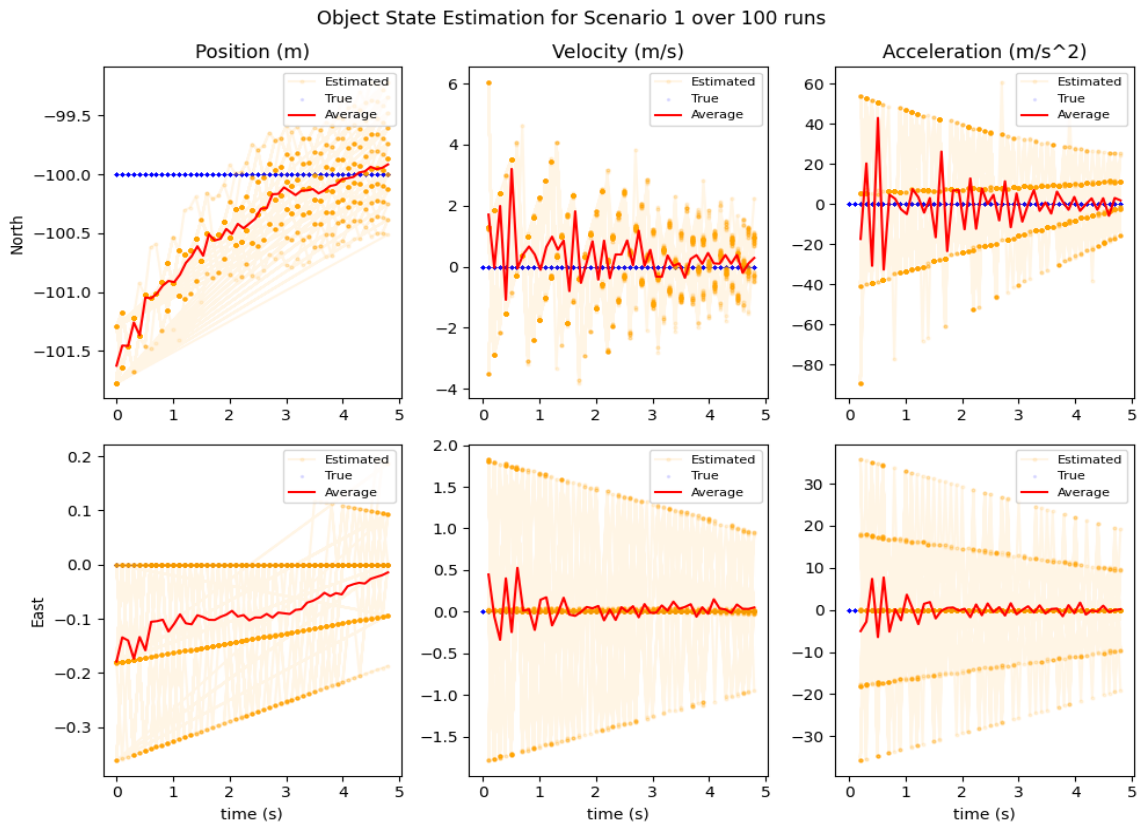 Object State Estimation for Scenario 1 over 100 runs
Position (m)
Velocity (m/s)
Acceleration (m/s^2)
North
−99.5
−100.0
−100.5
−101.0
−101.5
Estimated
True
Average
0 1 2 3 4 5
6
4
2
0
−2
−4
Estimated
True
Average
0 1 2 3 4 5
60
40
20
0
−20
−40
−60
−80
Estimated
True
Average
0 1 2 3 4 5
East
0.2
0.1
0.0
−0.1
−0.2
−0.3
Estimated
True
Average
0 1 2 3 4 5
time (s)
2.0
1.5
1.0
0.5
0.0
−0.5
−1.0
−1.5
Estimated
True
Average
0 1 2 3 4 5
time (s)
30
20
10
0
−10
−20
−30
Estimated
True
Average
0 1 2 3 4 5
time (s)